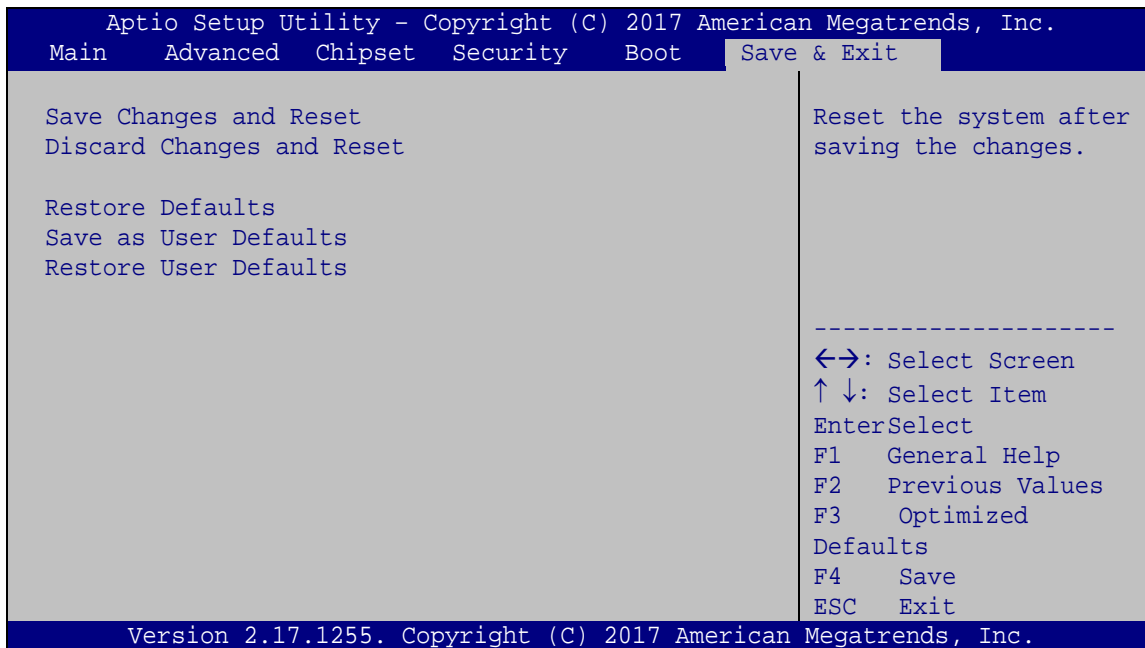 Aptio Setup Utility – Copyright (C) 2017 American Megatrends, Inc.
Main Advanced Chipset Security Boot Save & Exit
Save Changes and Reset
Discard Changes and Reset
Restore Defaults
Save as User Defaults
Restore User Defaults
Reset the system after
saving the changes.
---------------------
←→: Select Screen
↑ ↓: Select Item
EnterSelect
F1 General Help
F2 Previous Values
F3 Optimized
Defaults
F4 Save
ESC Exit
Version 2.17.1255. Copyright (C) 2017 American Megatrends, Inc.